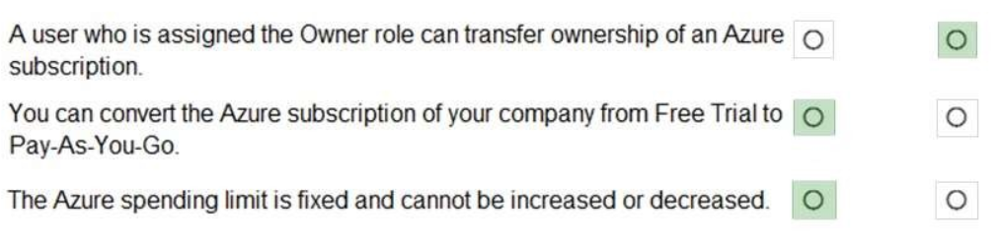 A user who is assigned the Owner role can transfer ownership of an Azure
subscription.
You can convert the Azure subscription of your company from Free Trial to
Pay-As-You-Go.
The Azure spending limit is fixed and cannot be increased or decreased.